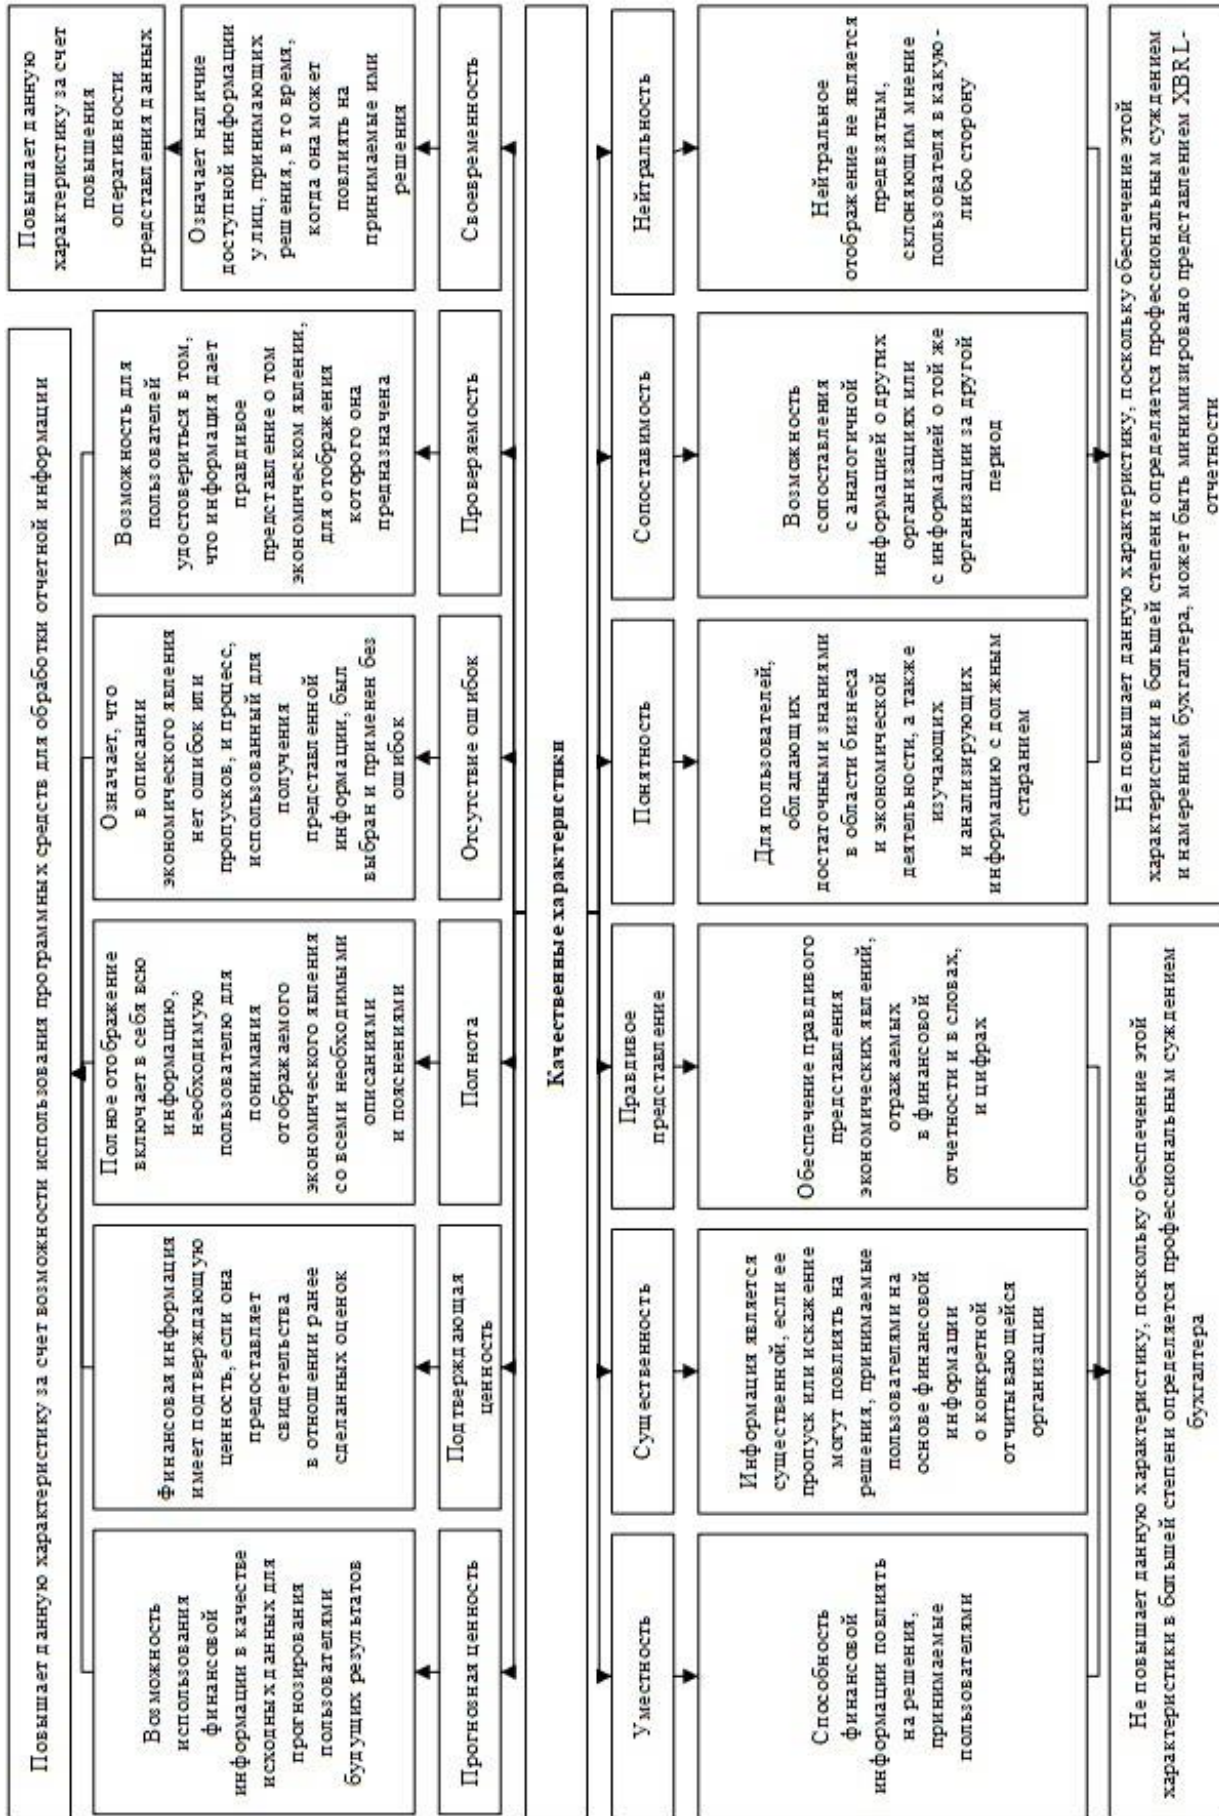 Повышает данную характеристику за счет возможности использования программных средств для обработки отчетной информации
Повышает данную
характеристику за счет
повышения
оперативности
представления данных
Возможность
использования
финансовой
информации в качестве
исходных данных для
прогнозирования
пользователями
будущих результатов
Финансовая информация
имеет подтверждающую
ценность, если она
предоставляет
свидетельства
в отношении ранее
сделанных оценок
Полное отображение
включает в себя всю
информацию,
необходимую
пользователю для
понимания
отображаемого
экономического явления
со всеми необходимыми
описаниями
и пояснениями
Означает, что
в описании
экономического явления
нет ошибок или
пропусков, и процесс,
использованный для
получения
представленной
информации, был
выбран и применен без
ошибок
Возможность для
пользователей
удостовериться в том,
что информация дает
правдивое
представление о том
экономическом явлении,
для отображения
которого она
предназначена
Означает наличие
доступной информации
у лиц, принимающих
решения, в то время,
когда она может
повлиять на
принимаемые ими
решения
Прогнозная ценность
Подтверждающая
ценность
Полнота
Отсутствие ошибок
Проверяемость
Своевременность
Качественные характеристики
Уместность
Существенность
Правдивое
представление
Понятность
Сопоставимость
Нейтральность
Способность
финансовой
информации повлиять
на решения,
принимаемые
пользователями
Информация является
существенной, если ее
пропуск или искажение
могут повлиять на
решения, принимаемые
пользователями на
основе финансовой
информации
о конкретной
отчитывающейся
организации
Обеспечение правдивого
представления
экономических явлений,
отражаемых
в финансовой
отчетности и в словах,
и цифрах
Для пользователей,
обладающих
достаточными знаниями
в области бизнеса
и экономической
деятельности, а также
изучающих
и анализирующих
информацию с должным
старанием
Возможность
сопоставления
с аналогичной
информацией о других
организациях или
с информацией о той же
организации за другой
период
Нейтральное
отображение не является
предвзятым,
склоняющим мнение
пользователя в какую-
либо сторону
Не повышает данную характеристику, поскольку обеспечение этой
характеристики в большей степени определяется профессиональным суждением
бухгалтера
Не повышает данную характеристику, поскольку обеспечение этой
характеристики в большей степени определяется профессиональным суждением
и намерением бухгалтера, может быть минимизировано представлением XBRL-
отчетности